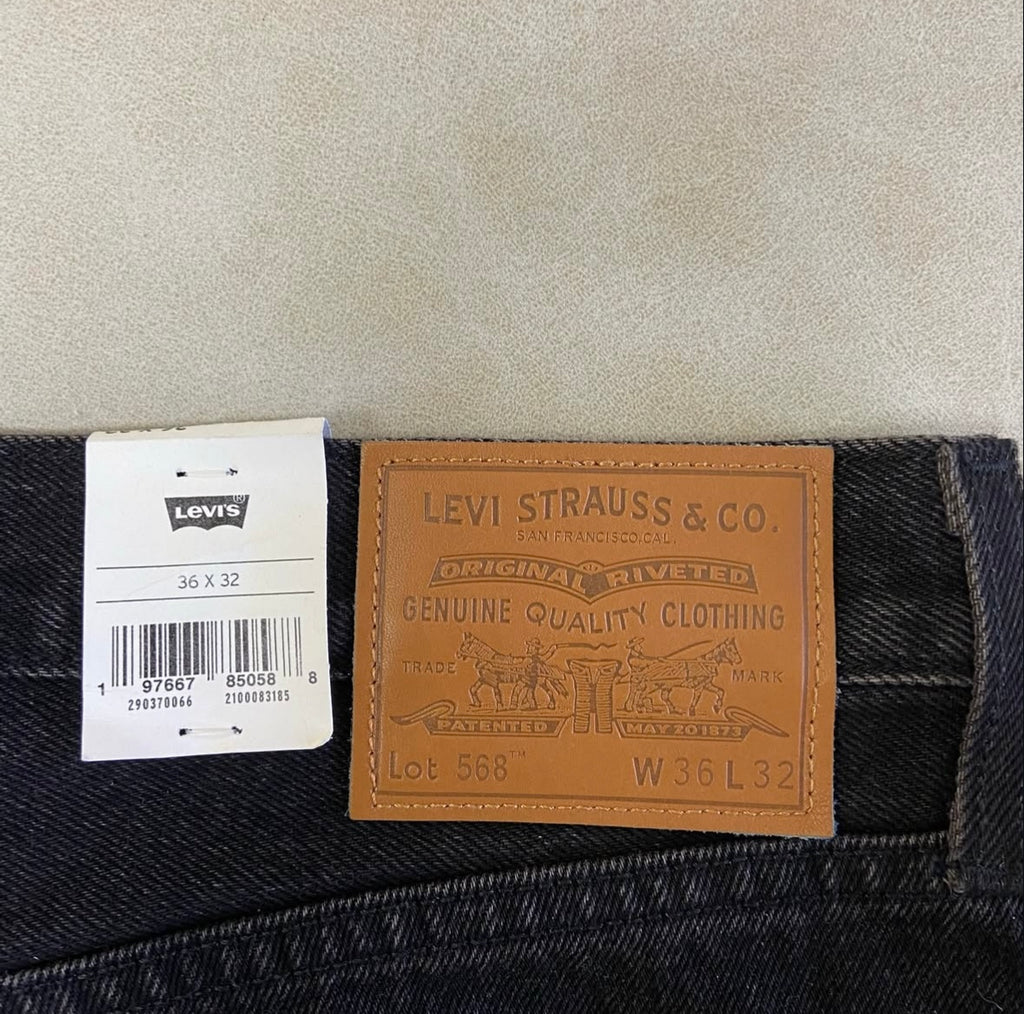 LEVI'S
®
36 X 32
1 97667 85058 8
290370066 2100083185
LEVI STRAUSS & CO.
SAN FRANCISCO, CAL.
ORIGINAL RIVETED
GENUINE QUALITY CLOTHING
TRADE MARK
PATENTED MAY 20 1873
Lot 568™ W 36 L 32